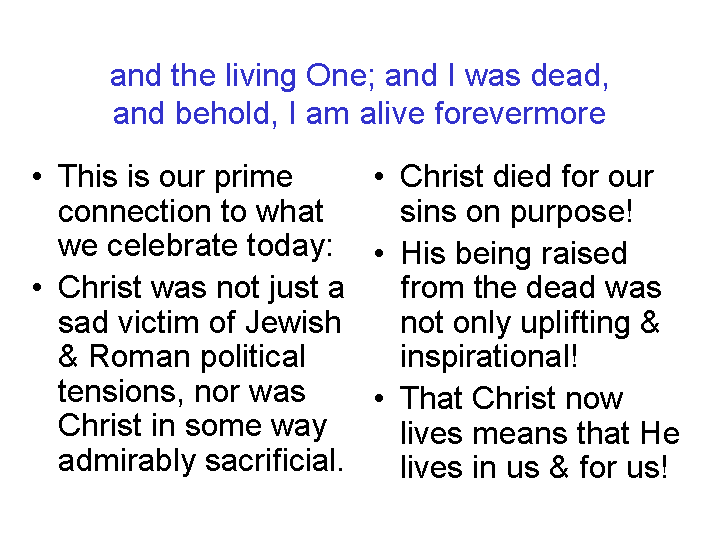 and the living One; and I was dead,
and behold, I am alive forevermore
• This is our prime
connection to what
we celebrate today:
• Christ was not just a
sad victim of Jewish
& Roman political
tensions, nor was
Christ in some way
admirably sacrificial.
• Christ died for our
sins on purpose!
• His being raised
from the dead was
not only uplifting &
inspirational!
• That Christ now
lives means that He
lives in us & for us!